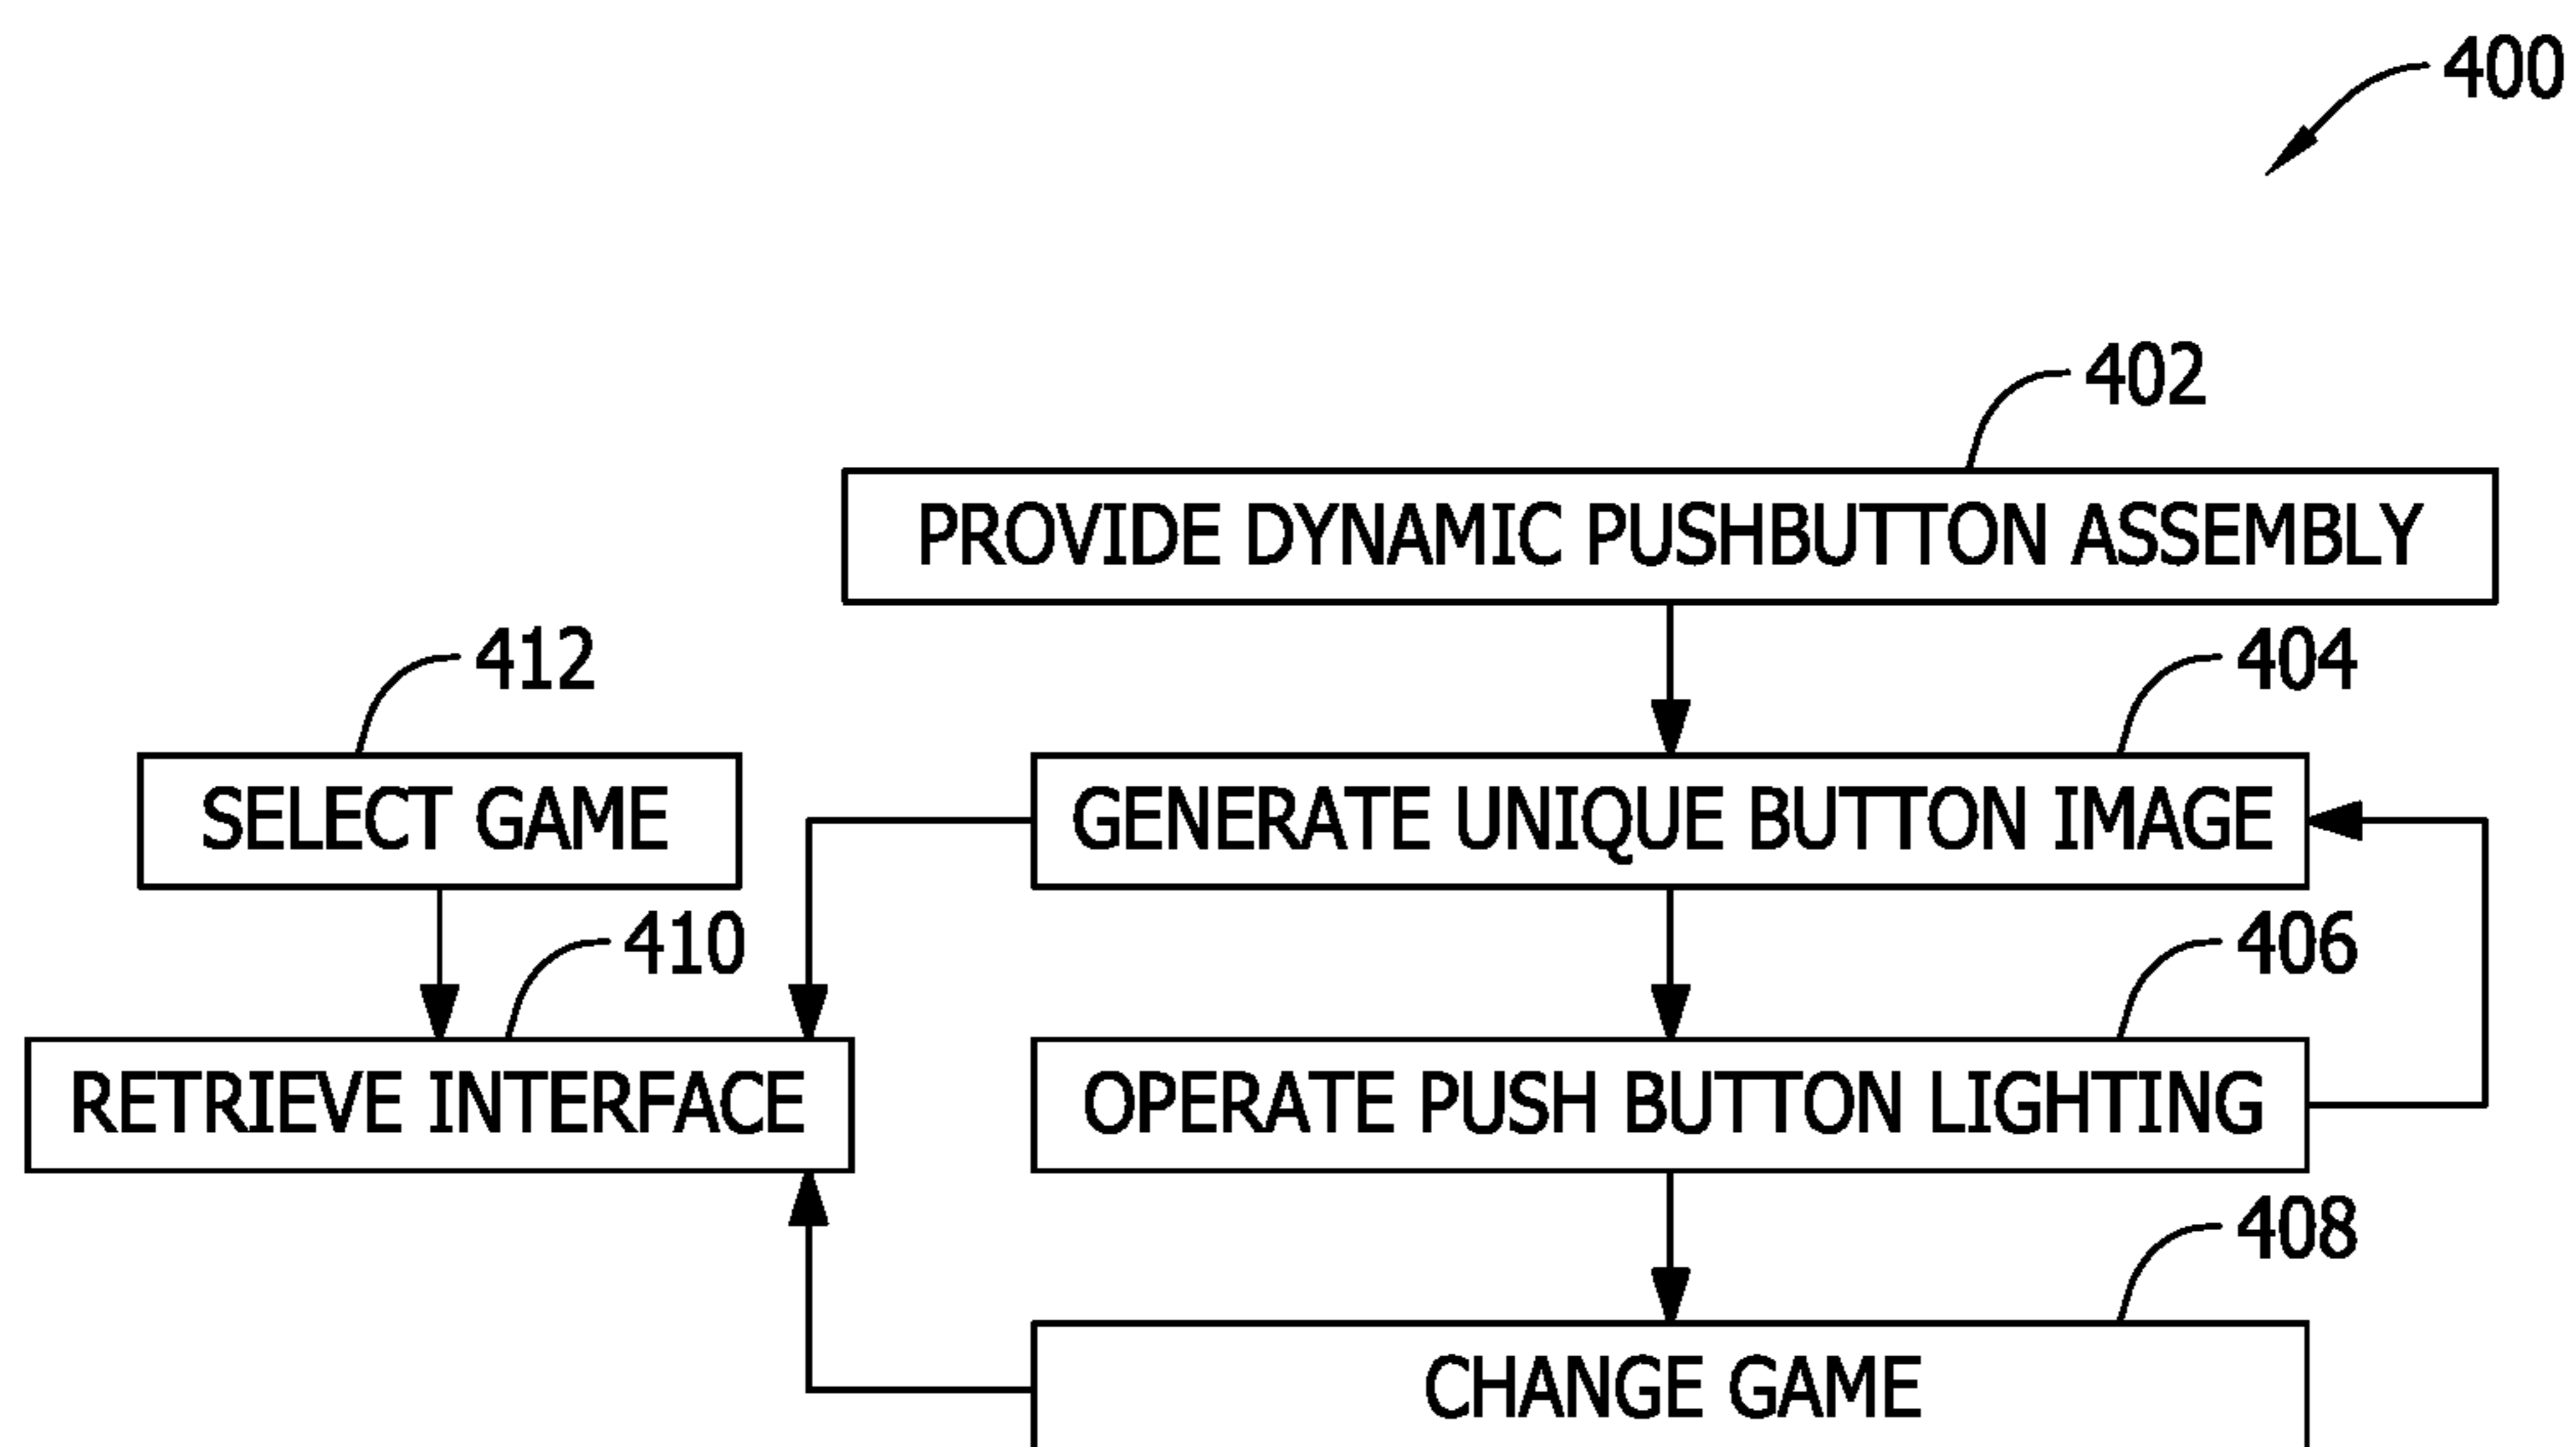 400
402
PROVIDE DYNAMIC PUSHBUTTON ASSEMBLY
412
404
SELECT GAME
GENERATE UNIQUE BUTTON IMAGE
410
406
RETRIEVE INTERFACE
OPERATE PUSH BUTTON LIGHTING
408
CHANGE GAME